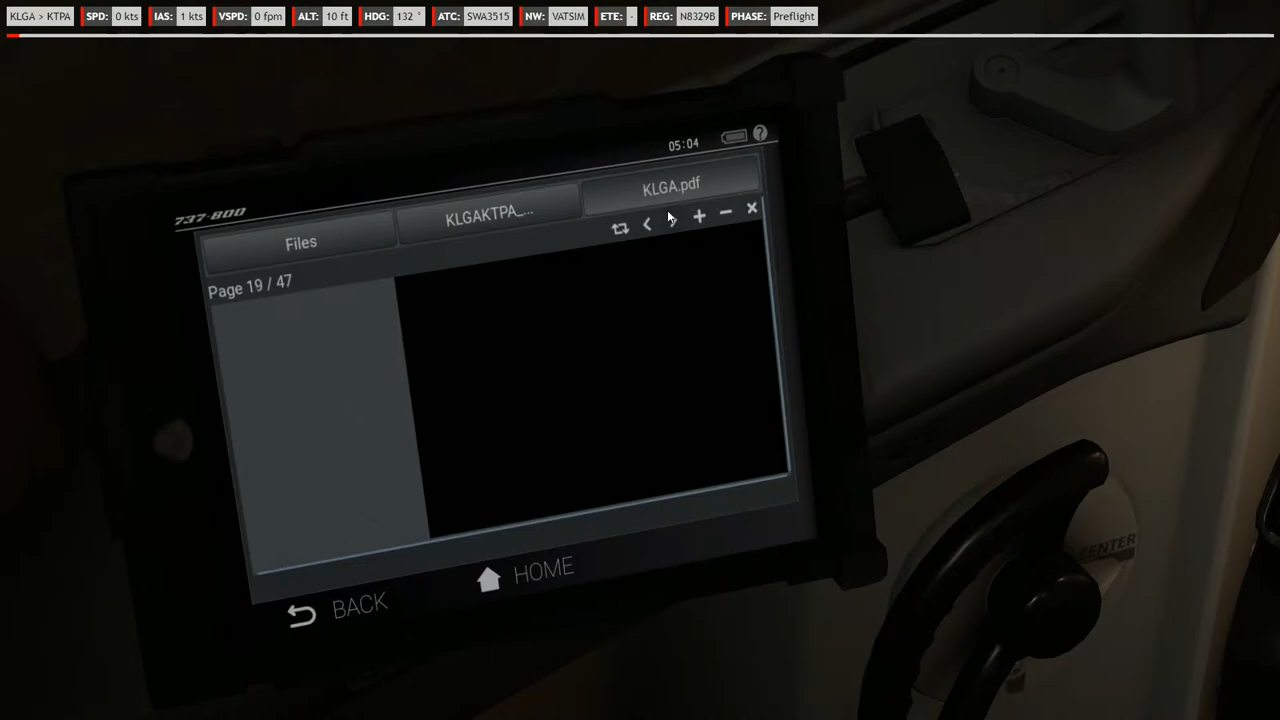 KLGA > KTPA SPD: 0 kts IAS: 1 kts VSPD: 0 fpm ALT: 10 ft HDG: 132 ° ATC: SWA3515 NW: VATSIM ETE: - REG: N8329B PHASE: Preflight
05:04
737-800
Files KLGAKTPA_... KLGA.pdf
Page 19 / 47
BACK HOME
CENTER